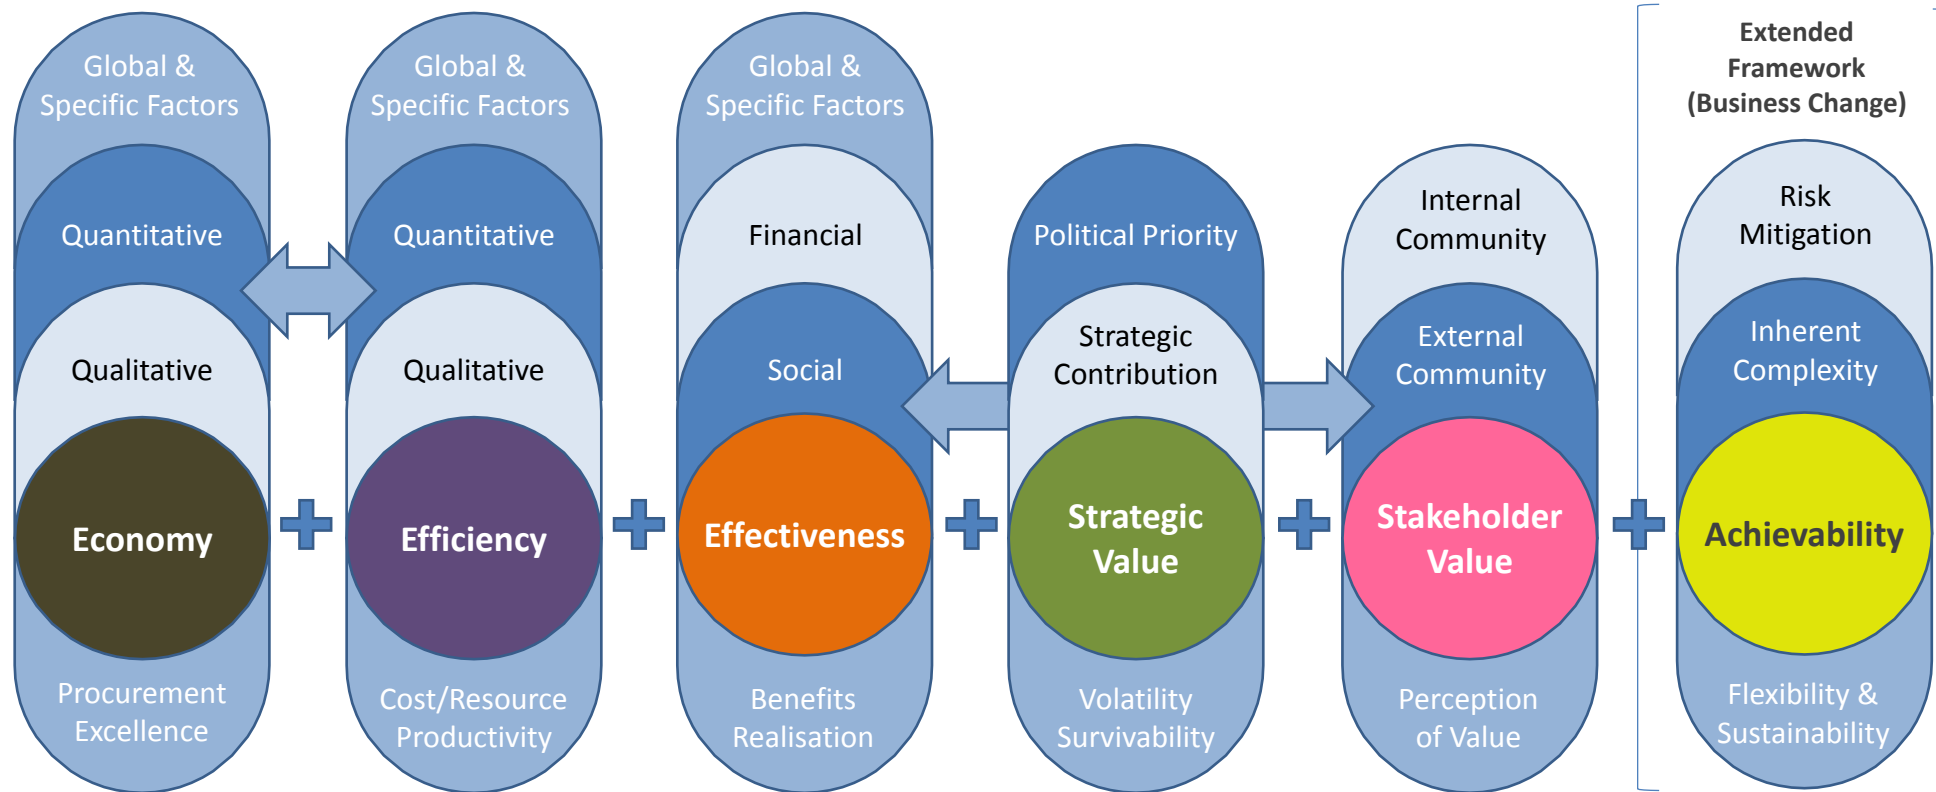 Global &
Specific Factors
Quantitative
Qualitative
Economy
Procurement
Excellence
Global &
Specific Factors
Quantitative
Qualitative
Efficiency
Cost/Resource
Productivity
Global &
Specific Factors
Financial
Social
Effectiveness
Benefits
Realisation
Political Priority
Strategic
Contribution
Strategic
Value
Volatility
Survivability
Internal
Community
External
Community
Stakeholder
Value
Perception
of Value
Extended
Framework
(Business Change)
Risk
Mitigation
Inherent
Complexity
Achievability
Flexibility &
Sustainability